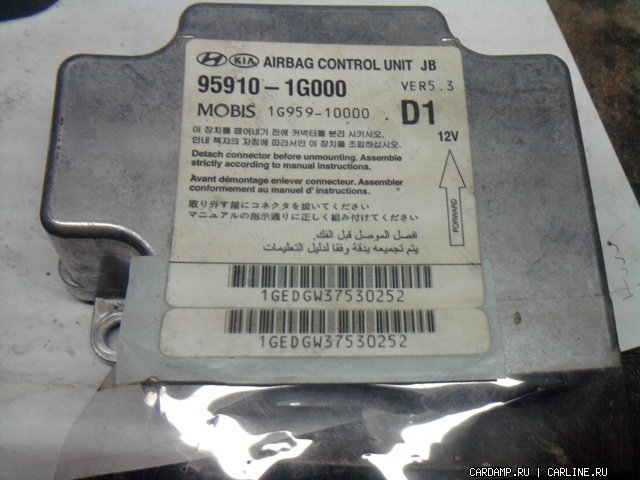 HYUNDAI KIA AIRBAG CONTROL UNIT JB
95910-1G000 VER5.3
MOBIS 1G959-10000 D1
12V
이 장치를 떼어내기 전에 커넥터를 분리 시키시오.
안내 책자의 지침에 따라서만 이 장치를 조립하십시오.
Detach connector before unmounting. Assemble
strictly according to manual instructions.
Avant démontage enlever connecteur. Assembler
conformement au manuel d' instructions.
取り外す前にコネクタを設いてください
マニュアルの指示通りに正しく組み付けてください
FORWARD
افصل الموصل قبل الفك.
يتم تجميعه بدقة وفقا لدليل التعليمات
1GEDGW37530252
1GEDGW37530252
CARDAMP.RU | CARLINE.RU